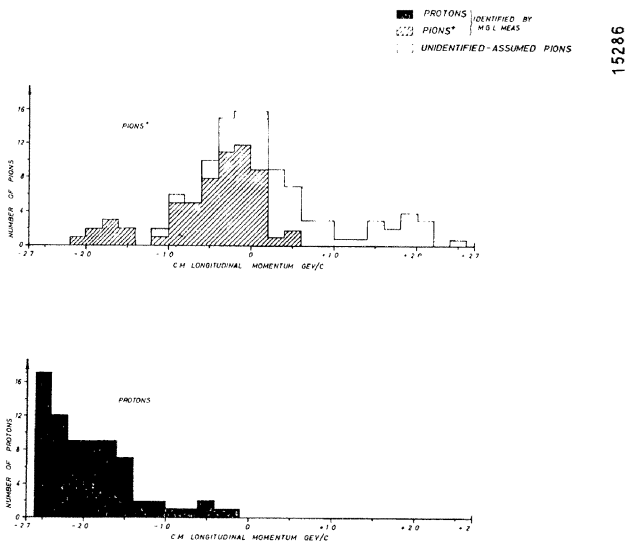 PROTONS
PIONS+
IDENTIFIED BY
M G L MEAS
UNIDENTIFIED-ASSUMED PIONS
15286
PIONS+
NUMBER OF PIONS
16
12
8
4
0
-2.7 -2.0 -1.0 0 +1.0 +2.0 +2.7
C M LONGITUDINAL MOMENTUM GEV/C
PROTONS
NUMBER OF PROTONS
16
12
8
4
0
-2.7 -2.0 -1.0 0 +1.0 +2.0 +2
C M LONGITUDINAL MOMENTUM GEV/C